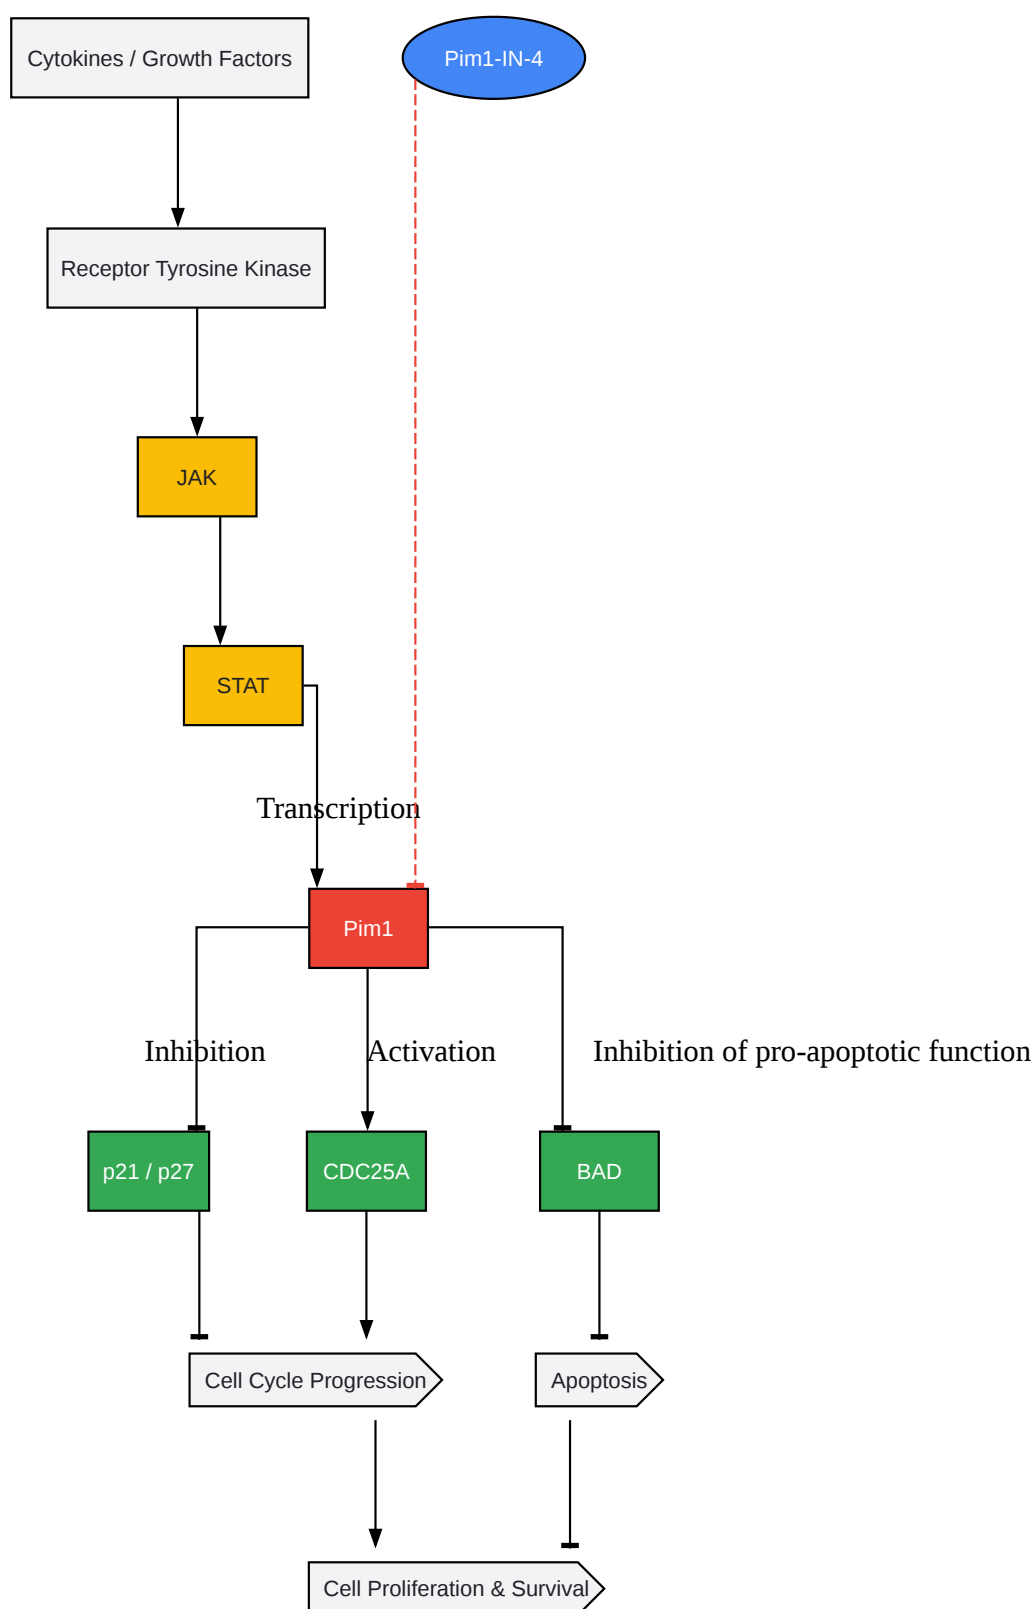 Cytokines / Growth Factors
Pim1-IN-4
Receptor Tyrosine Kinase
JAK
STAT
Transcription
Pim1
Inhibition
Activation
Inhibition of pro-apoptotic function
p21 / p27
CDC25A
BAD
Cell Cycle Progression
Apoptosis
Cell Proliferation & Survival